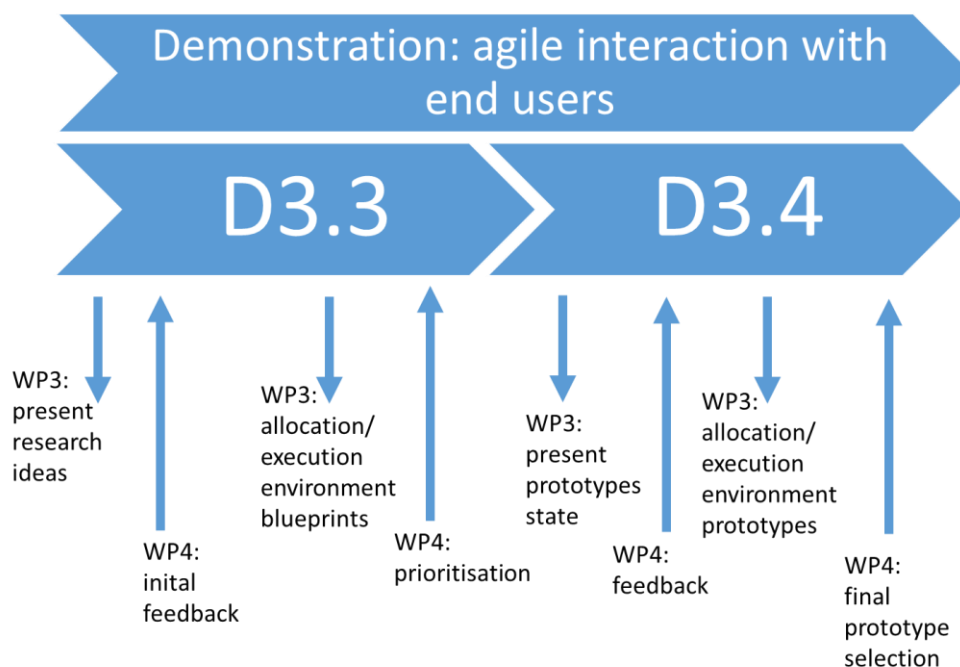 Demonstration: agile interaction with
end users
D3.3
D3.4
WP3:
present
research
ideas
WP4:
inital
feedback
WP3:
allocation/
execution
environment
blueprints
WP4:
prioritisation
WP3:
present
prototypes
state
WP4:
feedback
WP3:
allocation/
execution
environment
prototypes
WP4:
final
prototype
selection